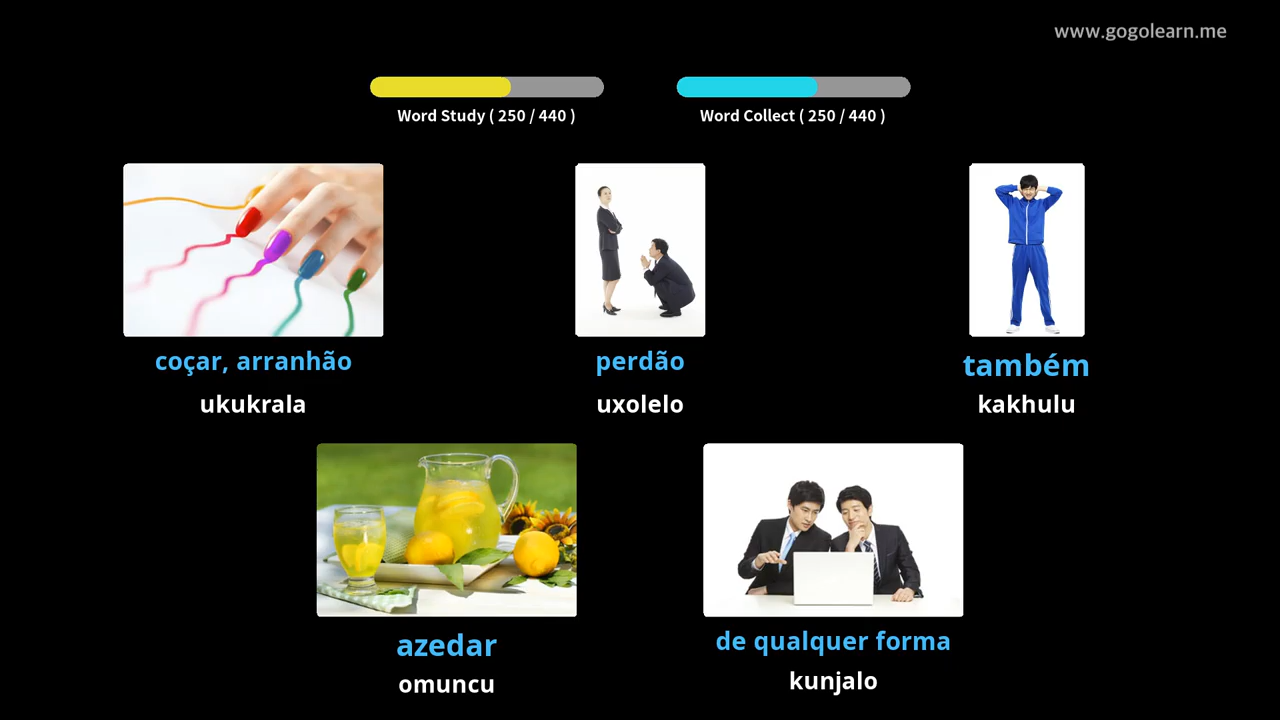 www.gogolearn.me
Word Study ( 250 / 440 )
Word Collect ( 250 / 440 )
coçar, arranhão
ukukrala
perdão
uxolelo
também
kakhulu
azedar
omuncu
de qualquer forma
kunjalo